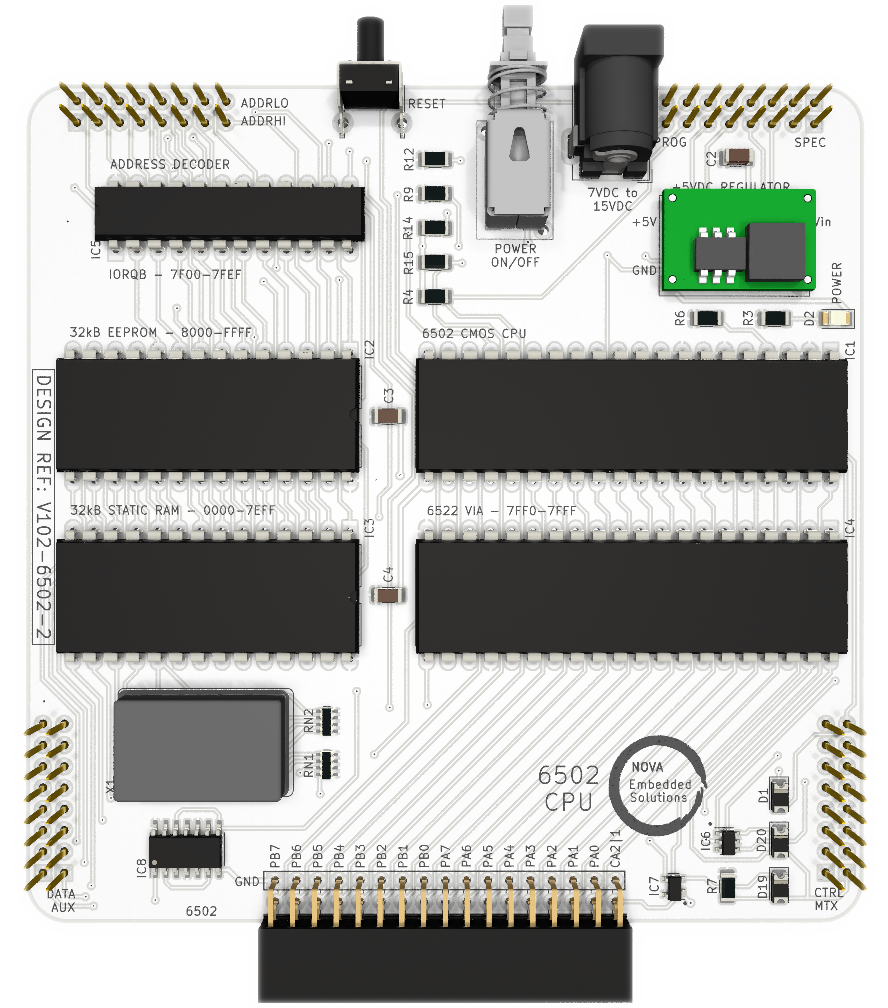 ADDRLO
ADDRHI
RESET
PROG
SPEC
ADDRESS DECODER
R12
C2
7VDC to
15VDC
+5VDC REGULATOR
R9
+5V
Vin
R14
IC5
POWER
ON/OFF
IORQB - 7F00-7FEF
R15
GND
R4
POWER
R6
R3
D2
32kB EEPROM - 8000-FFFF
6502 CMOS CPU
IC2
IC1
C3
DESIGN REF: V102-6502-2
32kB STATIC RAM - 0000-7EFF
6522 VIA - 7FF0-7FFF
IC3
IC4
C4
RN2
RN1
X1
6502
CPU
NOVA
Embedded
Solutions
D1
IC6
D20
IC8
PB7
PB6
PB5
PB4
PB3
PB2
PB1
PB0
PA7
PA6
PA5
PA4
PA3
PA2
PA1
PA0
CA2|1
GND
IC7
R7
D19
DATA
AUX
6502
CTRL
MTX